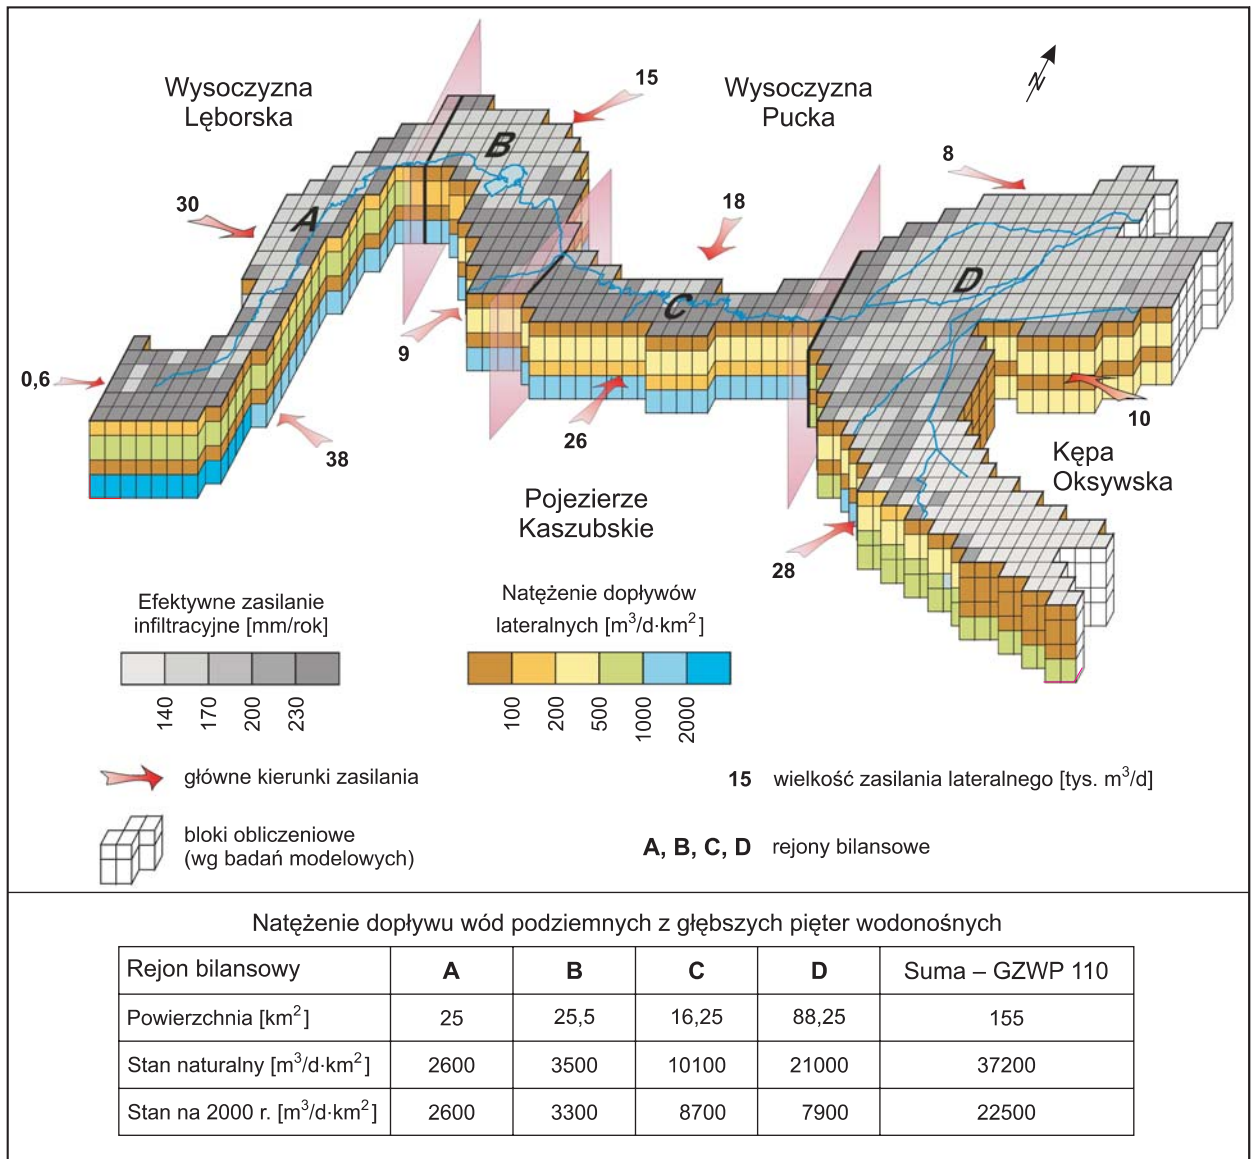 Wysoczyzna
Lęborska
Wysoczyzna
Pucka
N
15
8
30
18
A
B
C
D
0,6
9
38
26
10
28
Kępa
Oksywska
Pojezierze
Kaszubskie
Efektywne zasilanie
infiltracyjne [mm/rok]
140 170 200 230
Natężenie dopływów
lateralnych [m³/d·km²]
100 200 500 1000 2000
główne kierunki zasilania
15 wielkość zasilania lateralnego [tys. m³/d]
bloki obliczeniowe
(wg badań modelowych)
A, B, C, D rejony bilansowe
Natężenie dopływu wód podziemnych z głębszych pięter wodonośnych
Rejon bilansowy A B C D Suma – GZWP 110
Powierzchnia [km²] 25 25,5 16,25 88,25 155
Stan naturalny [m³/d·km²] 2600 3500 10100 21000 37200
Stan na 2000 r. [m³/d·km²] 2600 3300 8700 7900 22500